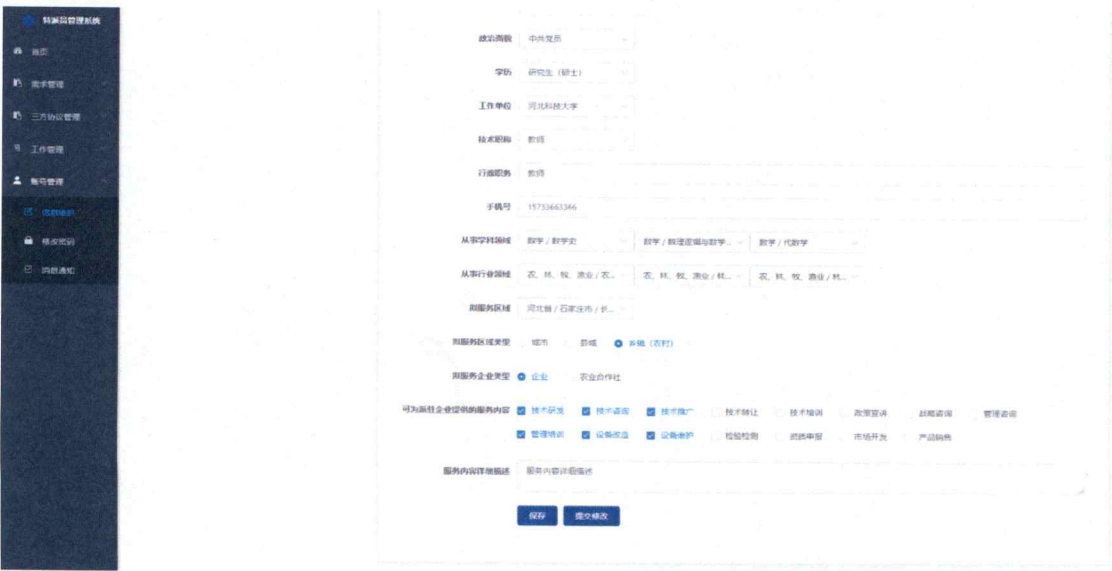 特派员管理系统
首页
需求管理
三方协议管理
工作管理
账号管理
信息维护
修改密码
消息通知
政治面貌 中共党员
学历 研究生（硕士）
工作单位 河北科技大学
技术职称 教师
行政职务 教师
手机号 15733663366
从事学科领域 数学 / 数学史 数学 / 数理逻辑与数学... 数学 / 代数学
从事行业领域 农、林、牧、渔业 / 农... 农、林、牧、渔业 / 林... 农、林、牧、渔业 / 林...
拟服务区域 河北省 / 石家庄市 / 长...
拟服务区域类型 城市 县域 乡镇（农村）
拟服务企业类型 企业 农业合作社
可为派驻企业提供的服务内容 技术研发 技术咨询 技术推广 技术转让 技术培训 政策宣讲 战略咨询 管理咨询
管理培训 设备改造 设备维护 检验检测 资质申报 市场开发 产品销售
服务内容详细描述 服务内容详细描述
保存 提交修改